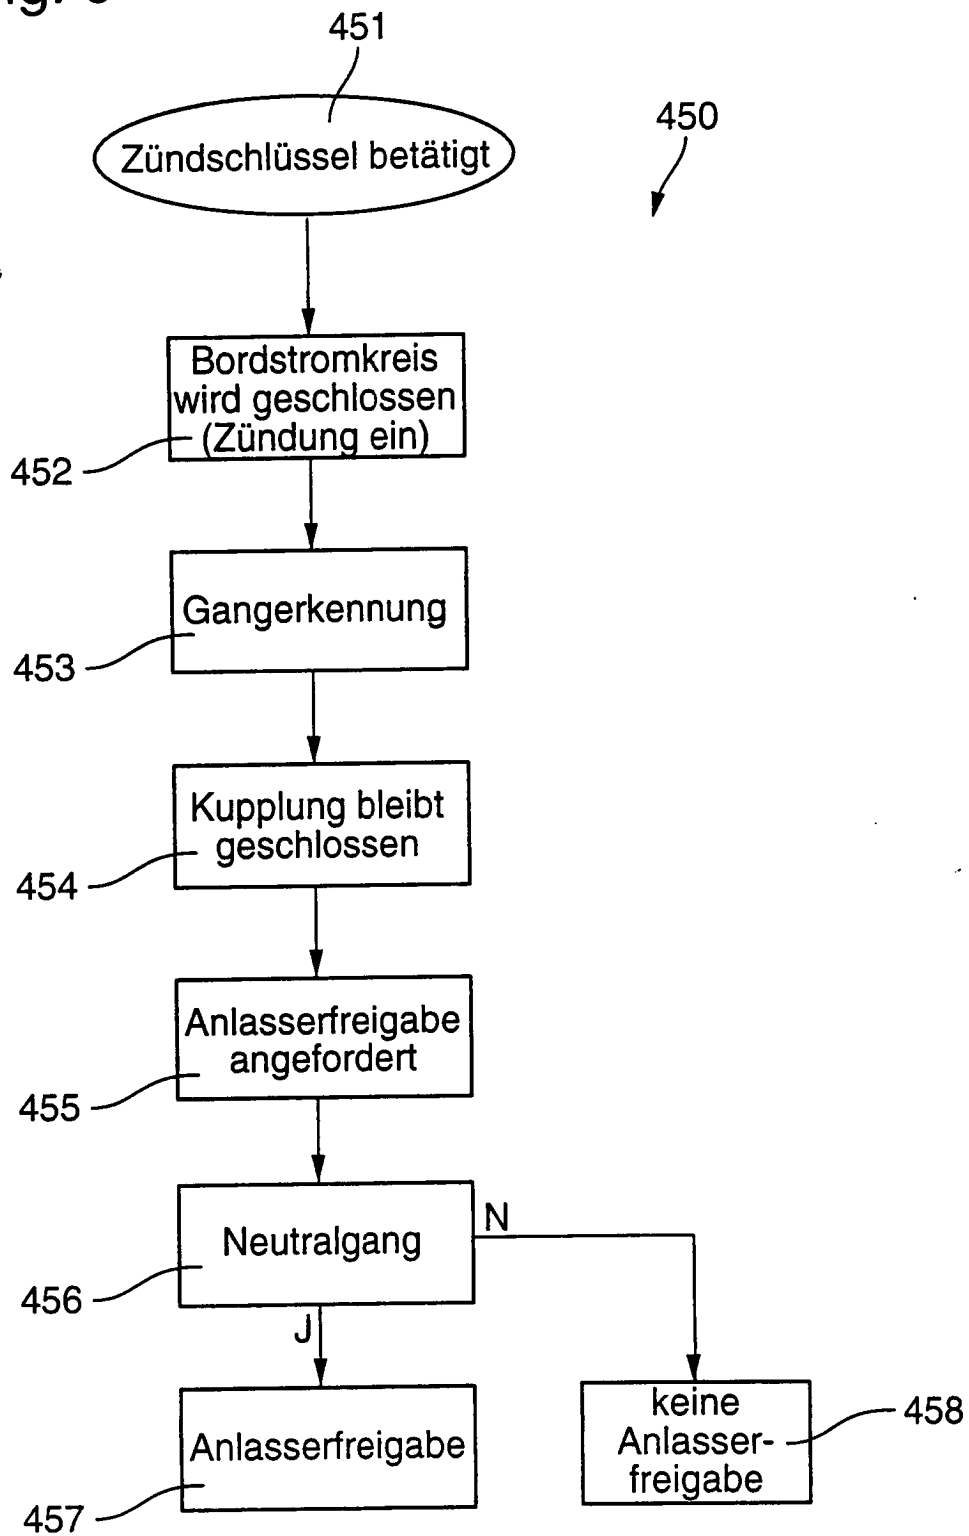 451
450
Zündschlüssel betätigt
Bordstromkreis
wird geschlossen
(Zündung ein)
452
Gangerkennung
453
Kupplung bleibt
geschlossen
454
Anlasserfreigabe
angefordert
455
N
Neutralgang
456
J
Anlasserfreigabe
457
keine
Anlasser-
freigabe
458